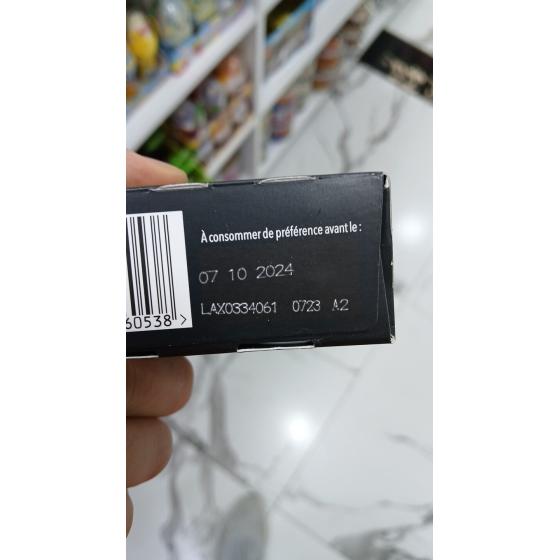 À consommer de préférence avant le :
07 10 2024
LAX0334061 0723 A2
60538 >